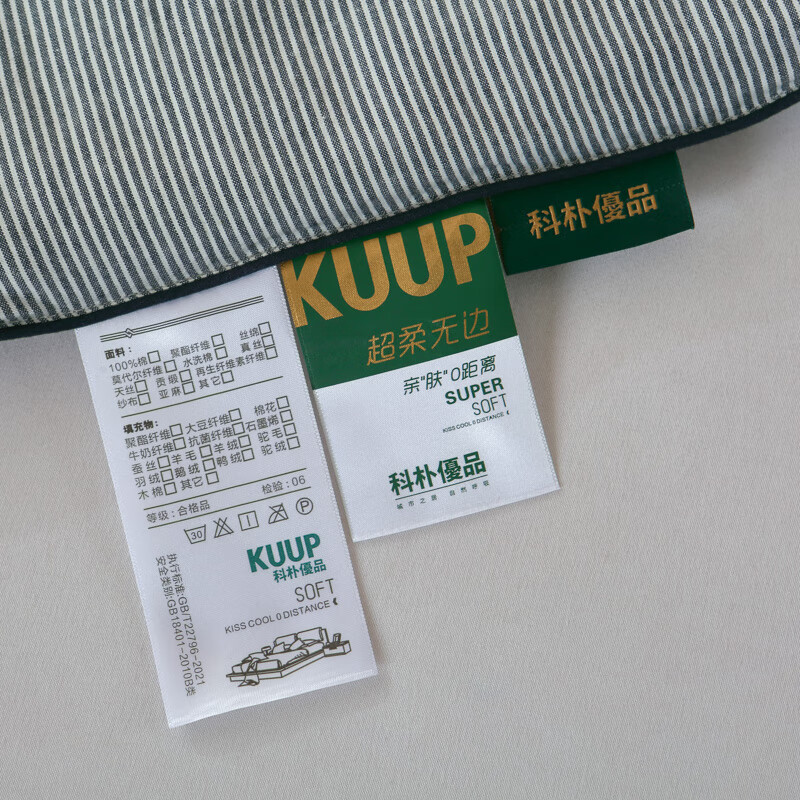 科朴優品
KUUP
超柔无边
亲"肤"0距离
SUPER
SOFT
KISS COOL 0 DISTANCE
科朴優品
城市之居 自然呼吸
面料:
100%棉□ 聚酯纤维□ 丝绵□
莫代尔纤维□ 水洗棉□ 真丝□
天丝□ 贡缎□ 再生纤维素纤维□
纱布□ 亚麻□ 其它□
填充物:
聚酯纤维□ 大豆纤维□ 棉花□
牛奶纤维□ 抗菌纤维□ 石墨烯□
蚕丝□ 羊毛□ 羊绒□ 驼毛□
羽绒□ 鹅绒□ 鸭绒□ 驼绒□
木棉□ 其它□
等级:合格品 检验:06
30 P
KUUP
科朴優品
SOFT
KISS COOL 0 DISTANCE
执行标准:GB/T22796-2021
安全类别:GB18401-2010B类